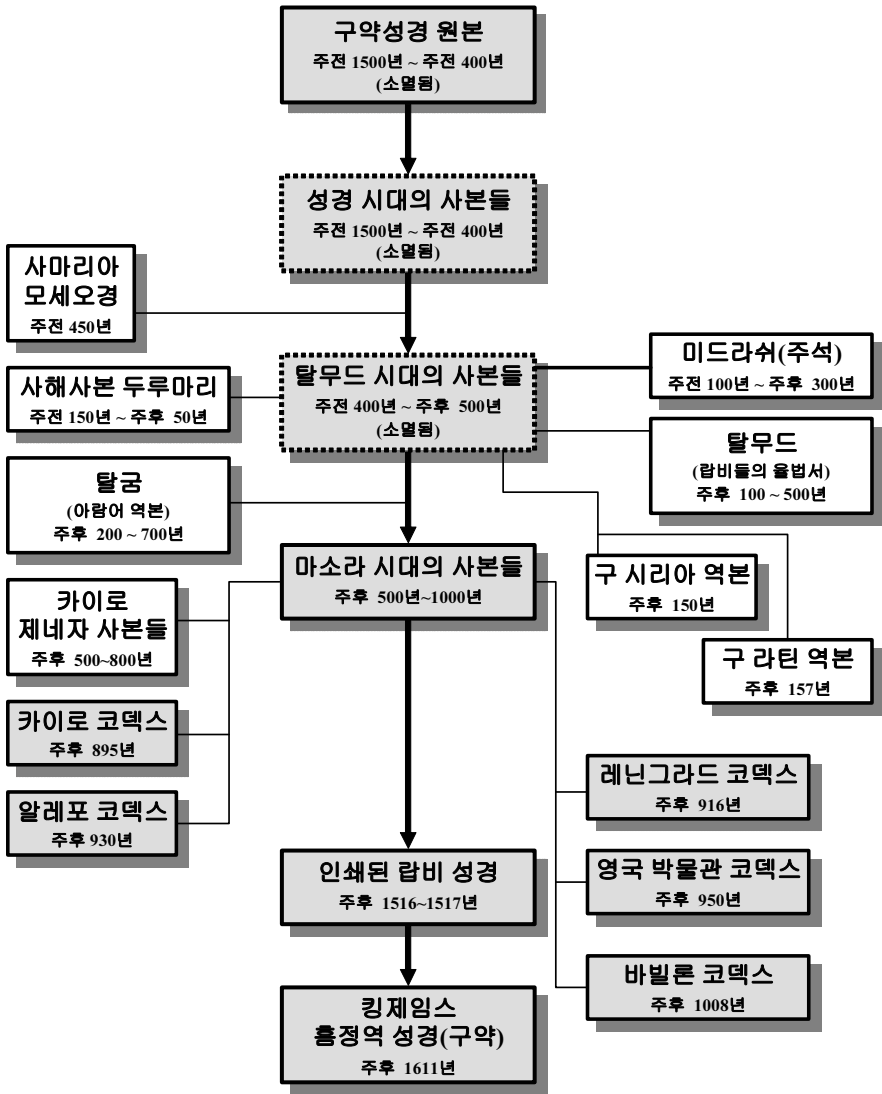 구약성경 원본
주전 1500년 ~ 주전 400년
(소멸됨)
성경 시대의 사본들
주전 1500년 ~ 주전 400년
(소멸됨)
사마리아
모세오경
주전 450년
탈무드 시대의 사본들
주전 400년 ~ 주후 500년
(소멸됨)
미드라쉬(주석)
주전 100년 ~ 주후 300년
사해사본 두루마리
주전 150년 ~ 주후 50년
탈무드
(랍비들의 율법서)
주후 100 ~ 500년
탈굼
(아람어 역본)
주후 200 ~ 700년
마소라 시대의 사본들
주후 500년~1000년
구 시리아 역본
주후 150년
구 라틴 역본
주후 157년
카이로
제네자 사본들
주후 500~800년
카이로 코덱스
주후 895년
알레포 코덱스
주후 930년
레닌그라드 코덱스
주후 916년
영국 박물관 코덱스
주후 950년
바빌론 코덱스
주후 1008년
인쇄된 랍비 성경
주후 1516~1517년
킹제임스
흠정역 성경(구약)
주후 1611년